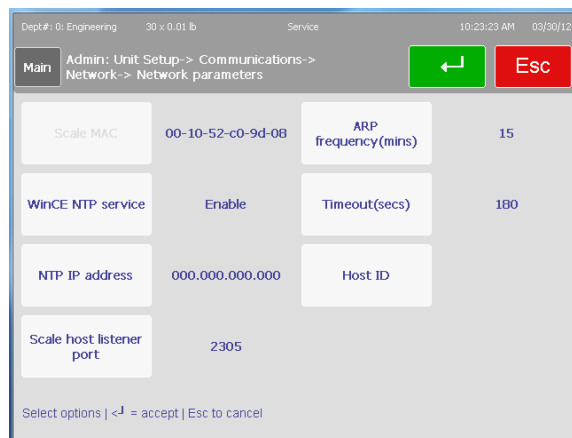 Dept#: 0: Engineering 30 x 0.01 lb Service 10:23:23 AM 03/30/12
Main
Admin: Unit Setup-> Communications->
Network-> Network parameters
Esc
Scale MAC 00-10-52-c0-9d-08 ARP
frequency(mins) 15
WinCE NTP service Enable Timeout(secs) 180
NTP IP address 000.000.000.000 Host ID
Scale host listener
port 2305
Select options | <┘ = accept | Esc to cancel